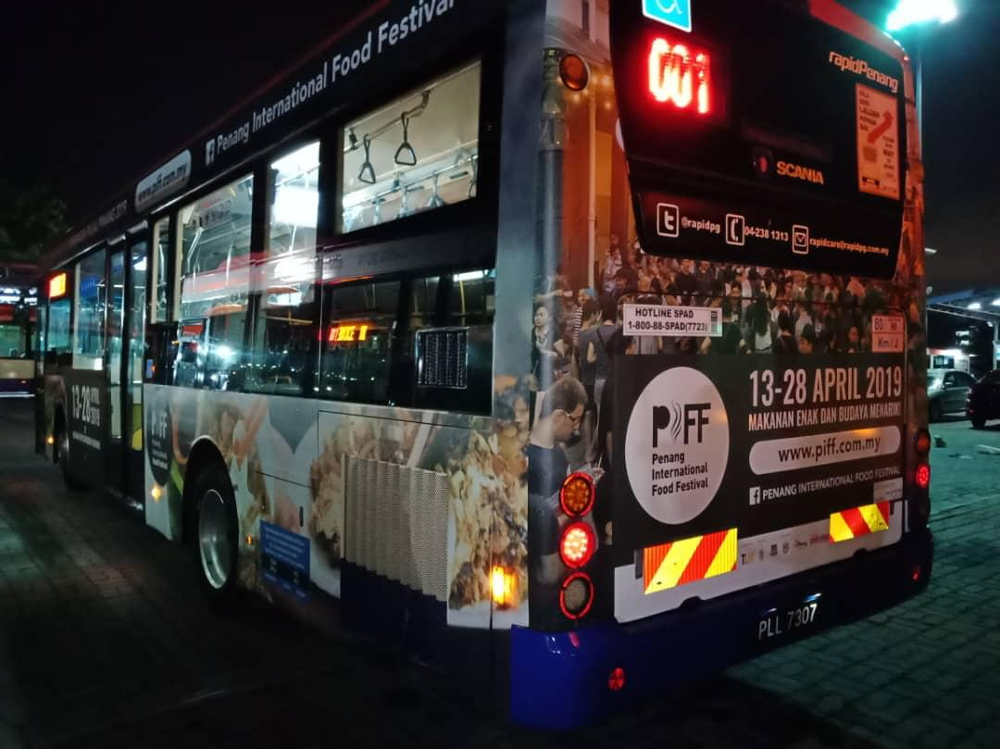 Penang International Food Festival
www.piff.com.my
001
rapidPenang
SCANIA
@rapidpg
04-238 1313
rapidcare@rapidpg.com.my
HOTLINE SPAD
1-800-88-SPAD(7723)
80 90
Km / J
13-28
PIFF
PIFF
Penang
International
Food Festival
13-28 APRIL 2019
MAKANAN ENAK DAN BUDAYA MENARIK!
www.piff.com.my
PENANG INTERNATIONAL FOOD FESTIVAL
PLL 7307